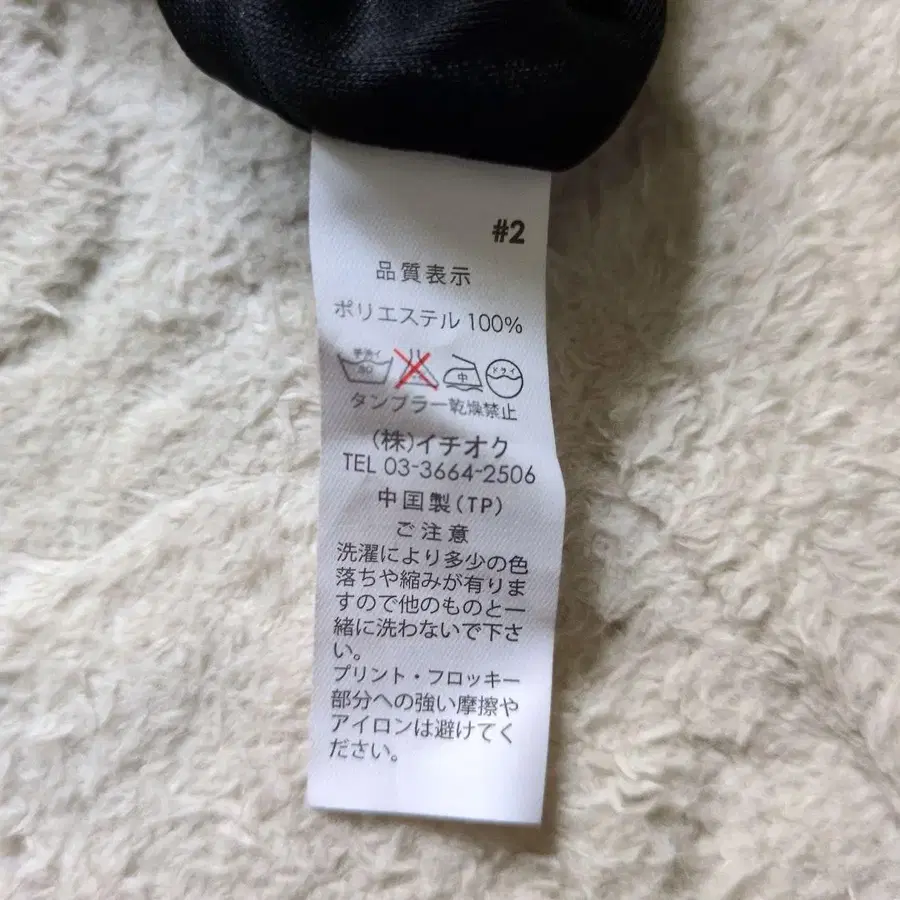 #2
品質表示
ポリエステル 100%
手洗イ 30 中 ドライ
タンブラー乾燥禁止
(株)イチオク
TEL 03-3664-2506
中国製(TP)
ご注意
洗濯により多少の色
落ちや縮みが有りま
すので他のものと一
緒に洗わないで下さ
い。
プリント・フロッキー
部分への強い摩擦や
アイロンは避けてく
ださい。